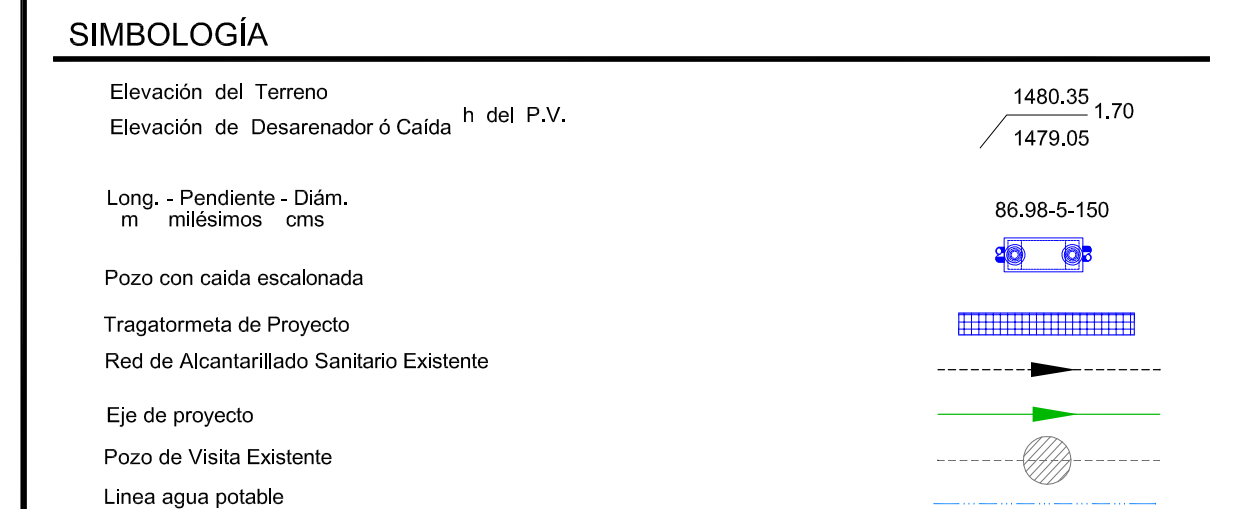 SIMBOLOGÍA
Elevación del Terreno
Elevación de Desarenador ó Caída
h del P.V.
1480.35
1.70
1479.05
Long. - Pendiente - Diám.
m milésimos cms
86.98-5-150
Pozo con caida escalonada
Tragatormeta de Proyecto
Red de Alcantarillado Sanitario Existente
Eje de proyecto
Pozo de Visita Existente
Linea agua potable